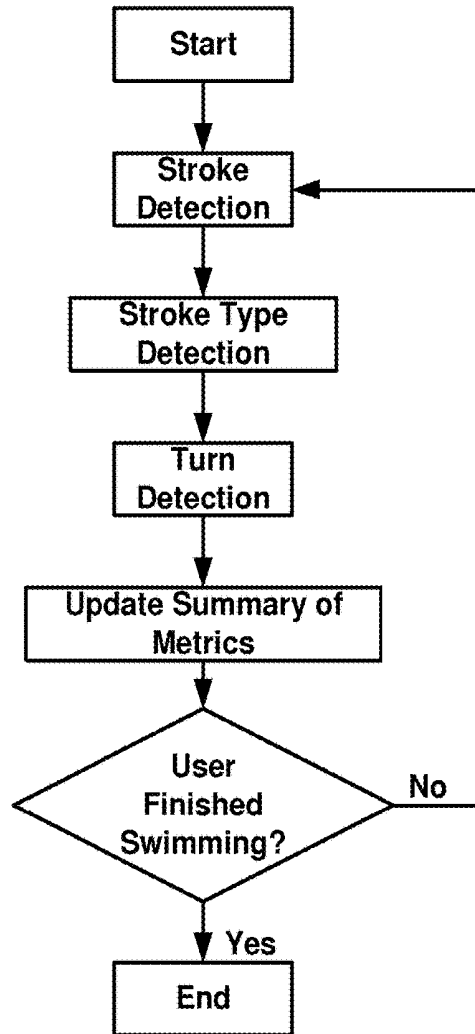 Start
Stroke
Detection
Stroke Type
Detection
Turn
Detection
Update Summary of
Metrics
User
Finished
Swimming?
No
Yes
End